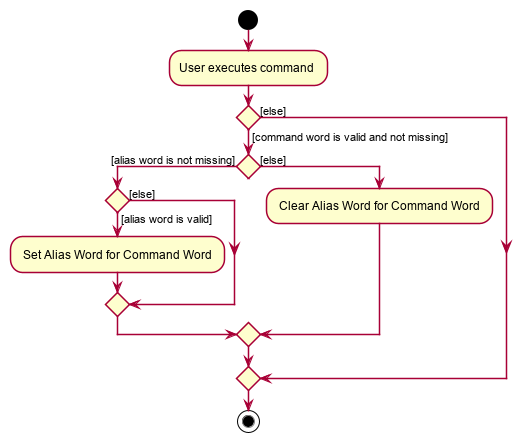 User executes command
[else]
[command word is valid and not missing]
[alias word is not missing]
[else]
[else]
[alias word is valid]
Clear Alias Word for Command Word
Set Alias Word for Command Word